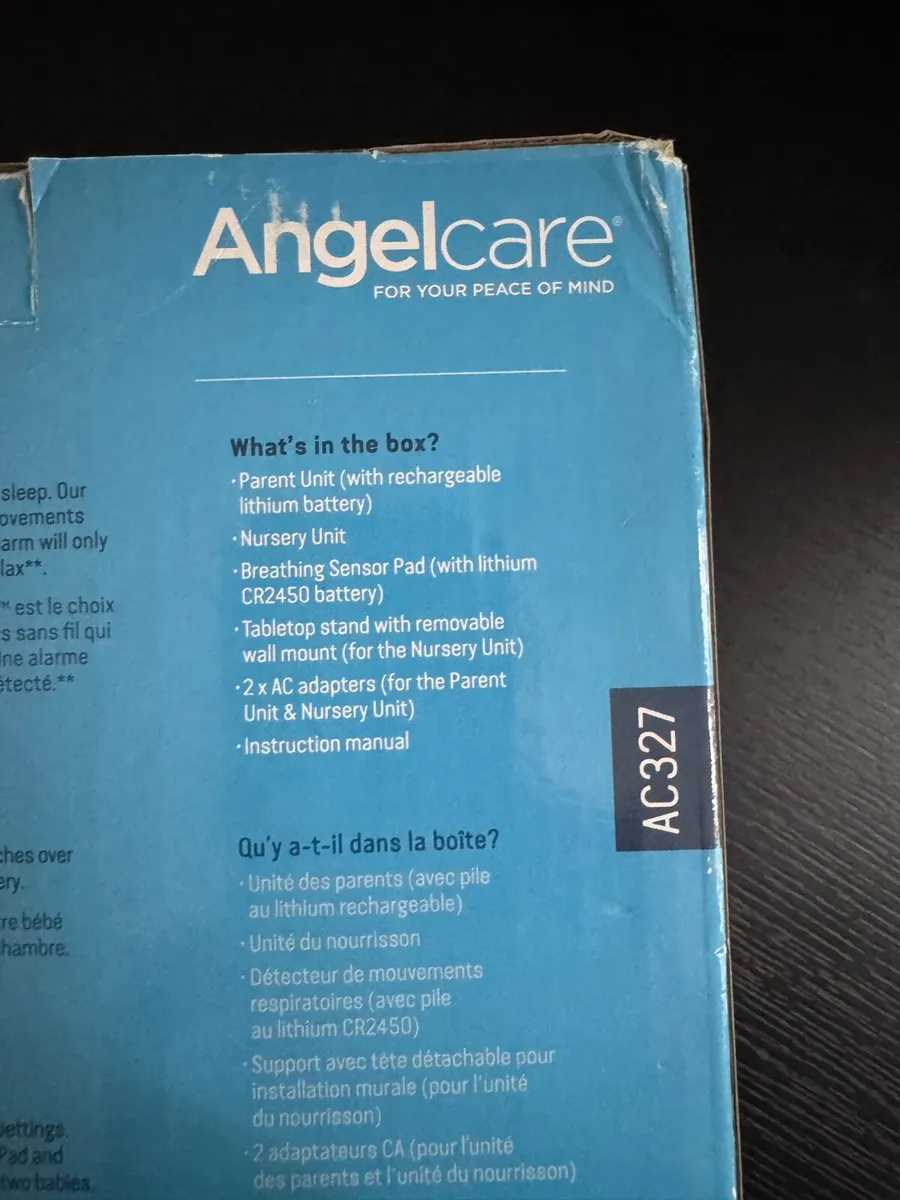 Angelcare®
FOR YOUR PEACE OF MIND
What's in the box?
·Parent Unit (with rechargeable
lithium battery)
·Nursery Unit
·Breathing Sensor Pad (with lithium
CR2450 battery)
·Tabletop stand with removable
wall mount (for the Nursery Unit)
·2 x AC adapters (for the Parent
Unit & Nursery Unit)
·Instruction manual
AC327
Qu'y a-t-il dans la boîte?
· Unité des parents (avec pile
au lithium rechargeable)
· Unité du nourrisson
· Détecteur de mouvements
respiratoires (avec pile
au lithium CR2450)
· Support avec tête détachable pour
installation murale (pour l'unité
du nourrisson)
· 2 adaptateurs CA (pour l'unité
des parents et l'unité du nourrisson)
sleep. Our
ovements
arm will only
lax**.
™ est le choix
s sans fil qui
ne alarme
étecté.**
ches over
ery.
re bébé
hambre.
settings.
Pad and
two babies.